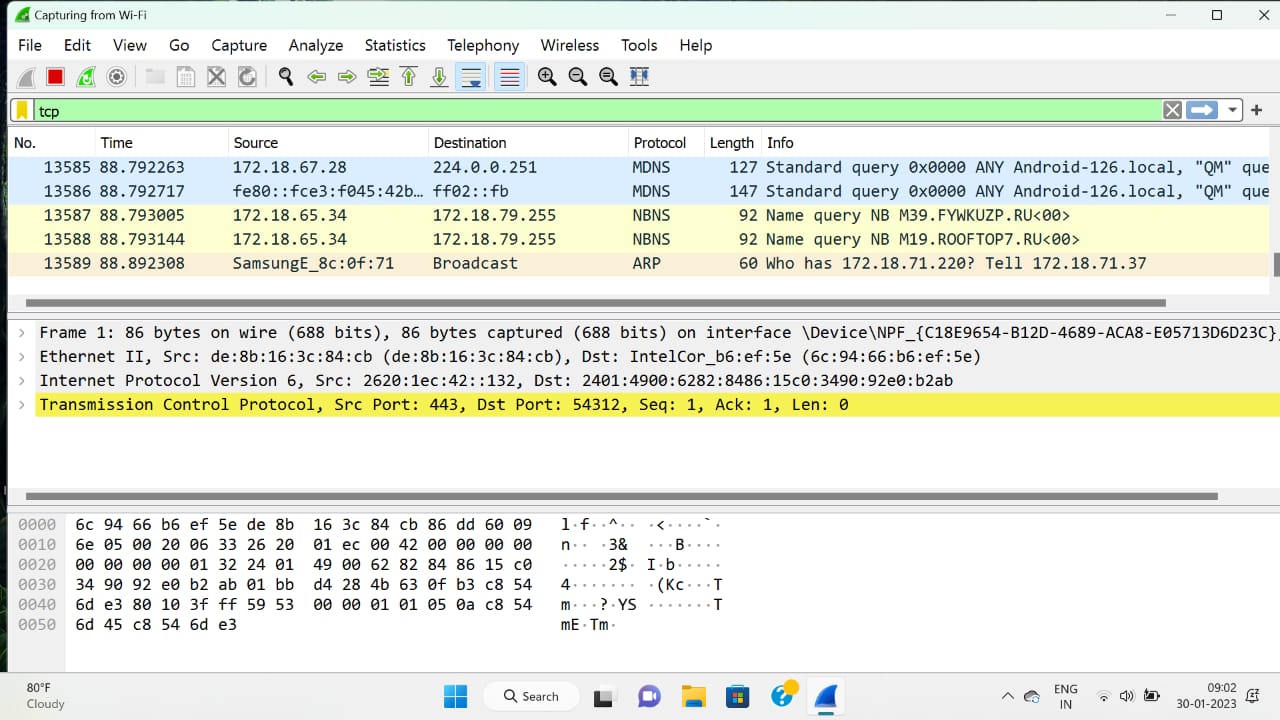 Capturing from Wi-Fi
File Edit View Go Capture Analyze Statistics Telephony Wireless Tools Help
tcp
No. Time Source Destination Protocol Length Info
13585 88.792263 172.18.67.28 224.0.0.251 MDNS 127 Standard query 0x0000 ANY Android-126.local, "QM" que
13586 88.792717 fe80::fce3:f045:42b… ff02::fb MDNS 147 Standard query 0x0000 ANY Android-126.local, "QM" que
13587 88.793005 172.18.65.34 172.18.79.255 NBNS 92 Name query NB M39.FYWKUZP.RU<00>
13588 88.793144 172.18.65.34 172.18.79.255 NBNS 92 Name query NB M19.ROOFTOP7.RU<00>
13589 88.892308 SamsungE_8c:0f:71 Broadcast ARP 60 Who has 172.18.71.220? Tell 172.18.71.37
Frame 1: 86 bytes on wire (688 bits), 86 bytes captured (688 bits) on interface \Device\NPF_{C18E9654-B12D-4689-ACA8-E05713D6D23C}
Ethernet II, Src: de:8b:16:3c:84:cb (de:8b:16:3c:84:cb), Dst: IntelCor_b6:ef:5e (6c:94:66:b6:ef:5e)
Internet Protocol Version 6, Src: 2620:1ec:42::132, Dst: 2401:4900:6282:8486:15c0:3490:92e0:b2ab
Transmission Control Protocol, Src Port: 443, Dst Port: 54312, Seq: 1, Ack: 1, Len: 0
0000 6c 94 66 b6 ef 5e de 8b 16 3c 84 cb 86 dd 60 09 l·f··^·· ·<····`·
0010 6e 05 00 20 06 33 26 20 01 ec 00 42 00 00 00 00 n·· ·3& ···B····
0020 00 00 00 00 01 32 24 01 49 00 62 82 84 86 15 c0 ·····2$· I·b·····
0030 34 90 92 e0 b2 ab 01 bb d4 28 4b 63 0f b3 c8 54 4······· ·(Kc···T
0040 6d e3 80 10 3f ff 59 53 00 00 01 01 05 0a c8 54 m···?·YS ·······T
0050 6d 45 c8 54 6d e3 mE·Tm·
80°F
Cloudy
Search
ENG
IN
09:02
30-01-2023